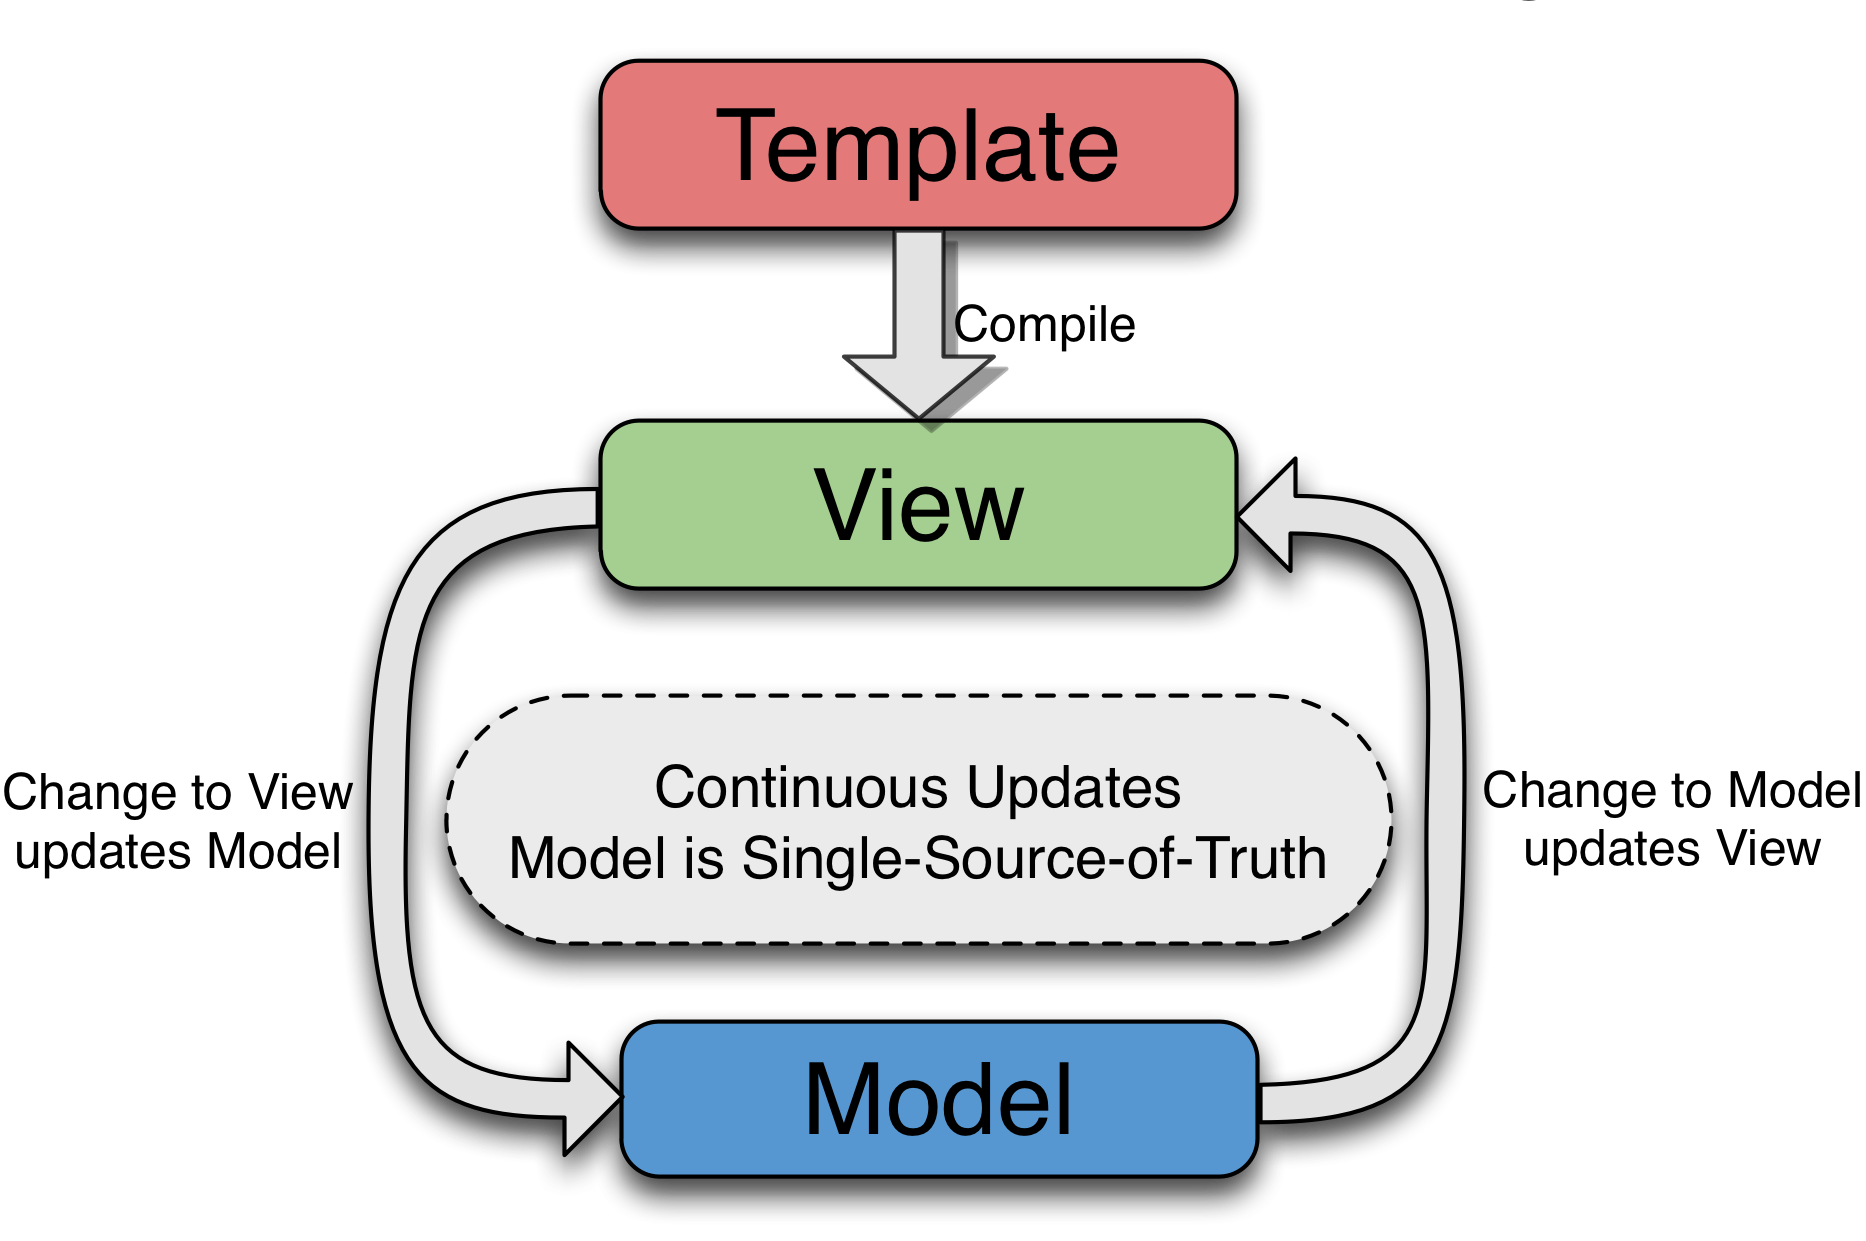 Template
Compile
View
Change to View
updates Model
Continuous Updates
Model is Single-Source-of-Truth
Change to Model
updates View
Model